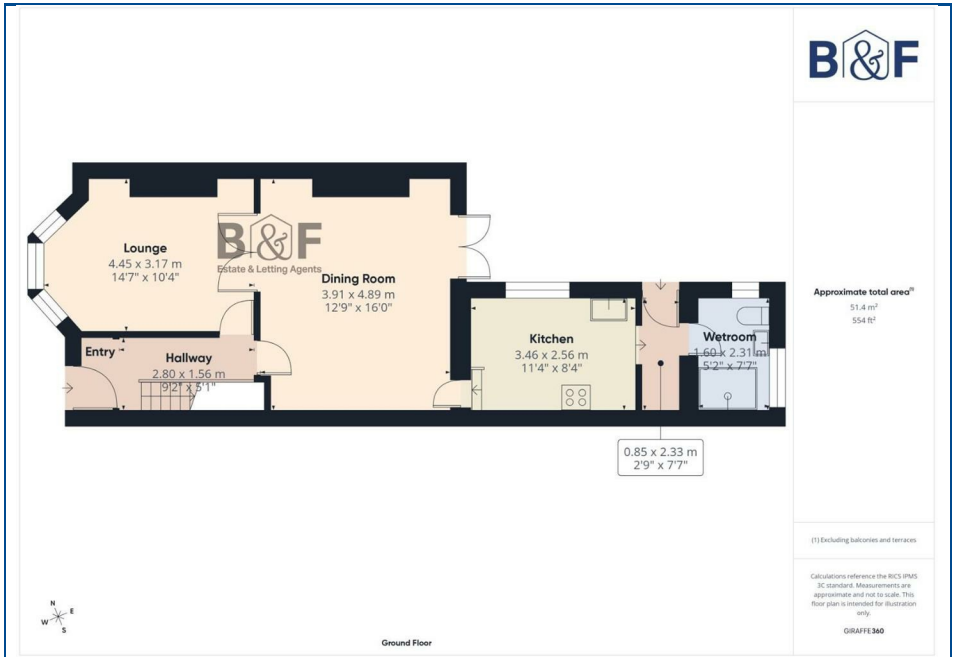 B&F
Lounge
4.45 x 3.17 m
14'7" x 10'4"
B&F
Estate & Letting Agents
Dining Room
3.91 x 4.89 m
12'9" x 16'0"
Entry
Hallway
2.80 x 1.56 m
9'2" x 5'1"
Kitchen
3.46 x 2.56 m
11'4" x 8'4"
Wetroom
1.60 x 2.31 m
5'2" x 7'7"
0.85 x 2.33 m
2'9" x 7'7"
Approximate total area⁽¹⁾
51.4 m²
554 ft²
(1) Excluding balconies and terraces
Calculations reference the RICS IPMS
3C standard. Measurements are
approximate and not to scale. This
floor plan is intended for illustration
only.
GIRAFFE360
N
E
W
S
Ground Floor